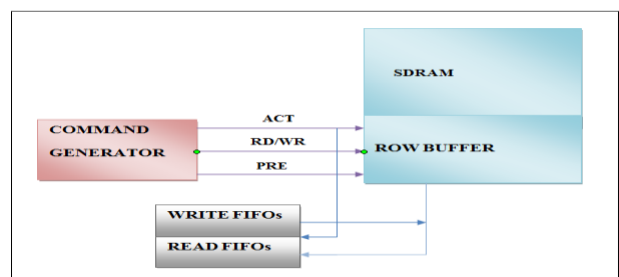 SDRAM
ACT
COMMAND
GENERATOR
RD/WR
ROW BUFFER
PRE
WRITE FIFOs
READ FIFOs